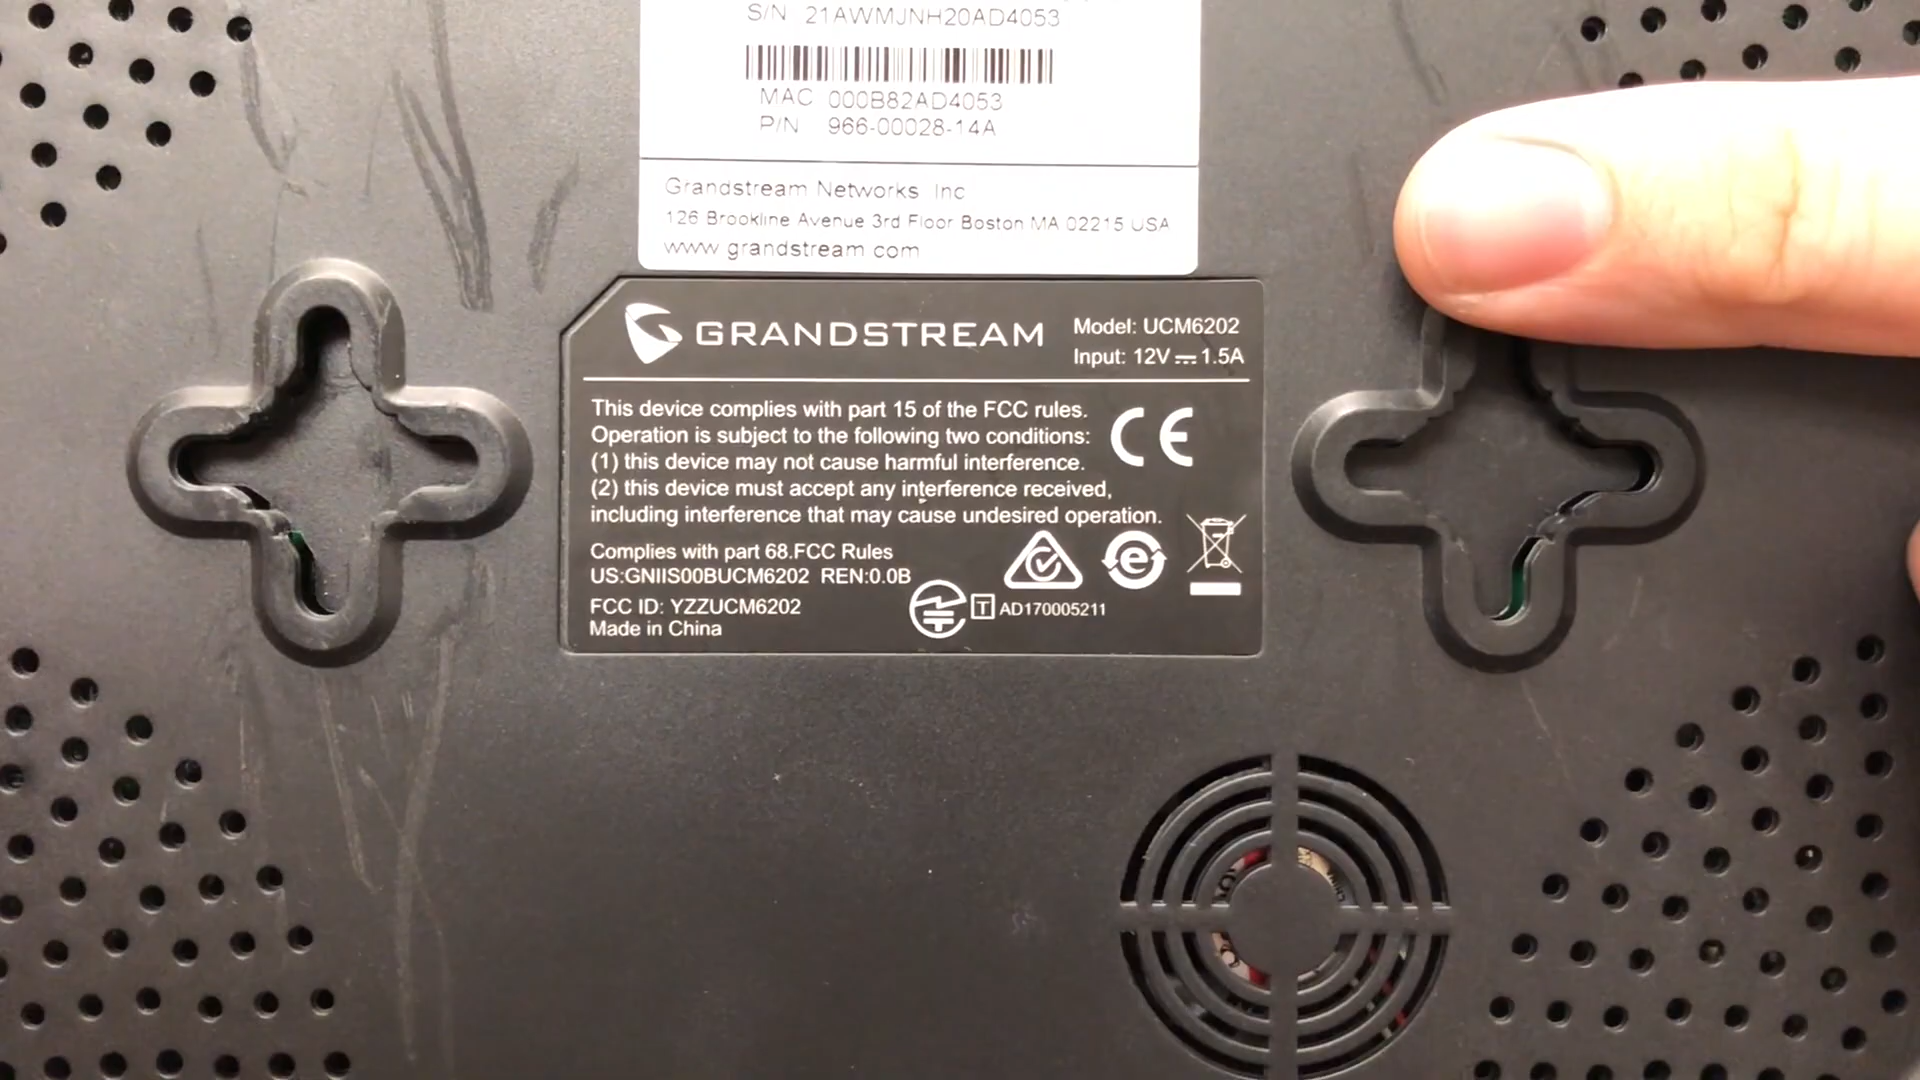 S/N 21AWMJNH20AD4053
MAC 000B82AD4053
P/N 966-00028-14A
Grandstream Networks Inc
126 Brookline Avenue 3rd Floor Boston MA 02215 USA
www grandstream com
GRANDSTREAM
Model: UCM6202
Input: 12V⎓1.5A
This device complies with part 15 of the FCC rules.
Operation is subject to the following two conditions:
(1) this device may not cause harmful interference.
(2) this device must accept any interference received,
including interference that may cause undesired operation.
CE
Complies with part 68.FCC Rules
US:GNIIS00BUCM6202 REN:0.0B
FCC ID: YZZUCM6202
Made in China
e
T AD170005211